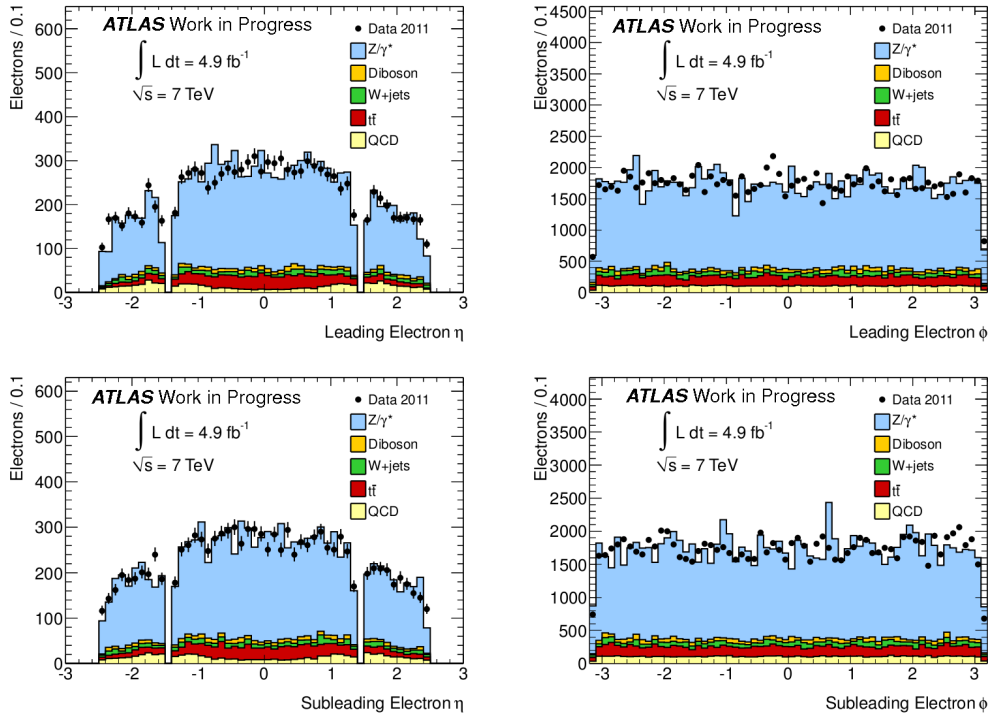 Electrons / 0.1
600
500
400
300
200
100
0
ATLAS Work in Progress
∫ L dt = 4.9 fb⁻¹
√s = 7 TeV
Data 2011
Z/γ*
Diboson
W+jets
tt̄
QCD
-3 -2 -1 0 1 2 3
Leading Electron η
Electrons / 0.1
4500
4000
3500
3000
2500
2000
1500
1000
500
0
ATLAS Work in Progress
∫ L dt = 4.9 fb⁻¹
√s = 7 TeV
Data 2011
Z/γ*
Diboson
W+jets
tt̄
QCD
-3 -2 -1 0 1 2 3
Leading Electron ϕ
Electrons / 0.1
600
500
400
300
200
100
0
ATLAS Work in Progress
∫ L dt = 4.9 fb⁻¹
√s = 7 TeV
Data 2011
Z/γ*
Diboson
W+jets
tt̄
QCD
-3 -2 -1 0 1 2 3
Subleading Electron η
Electrons / 0.1
4000
3500
3000
2500
2000
1500
1000
500
0
ATLAS Work in Progress
∫ L dt = 4.9 fb⁻¹
√s = 7 TeV
Data 2011
Z/γ*
Diboson
W+jets
tt̄
QCD
-3 -2 -1 0 1 2 3
Subleading Electron ϕ